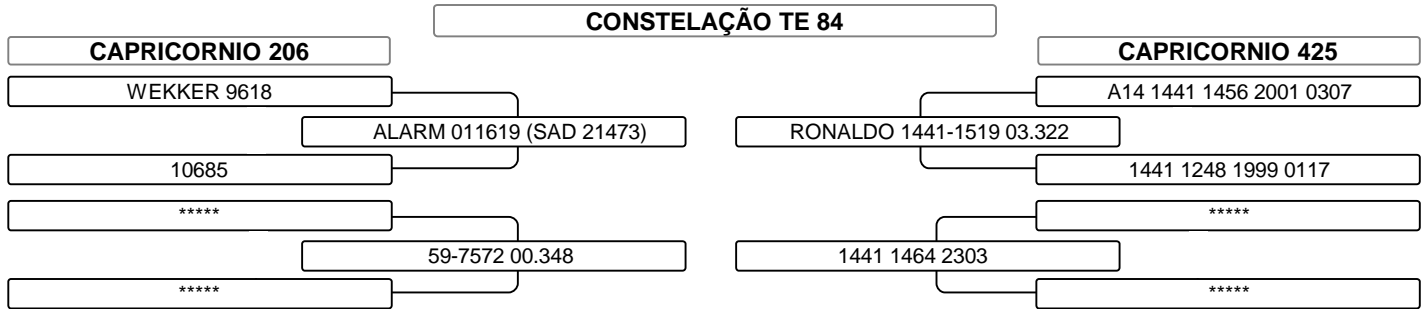 CONSTELAÇÃO TE 84
CAPRICORNIO 206
CAPRICORNIO 425
WEKKER 9618
A14 1441 1456 2001 0307
ALARM 011619 (SAD 21473)
RONALDO 1441-1519 03.322
10685
1441 1248 1999 0117
*****
*****
59-7572 00.348
1441 1464 2303
*****
*****